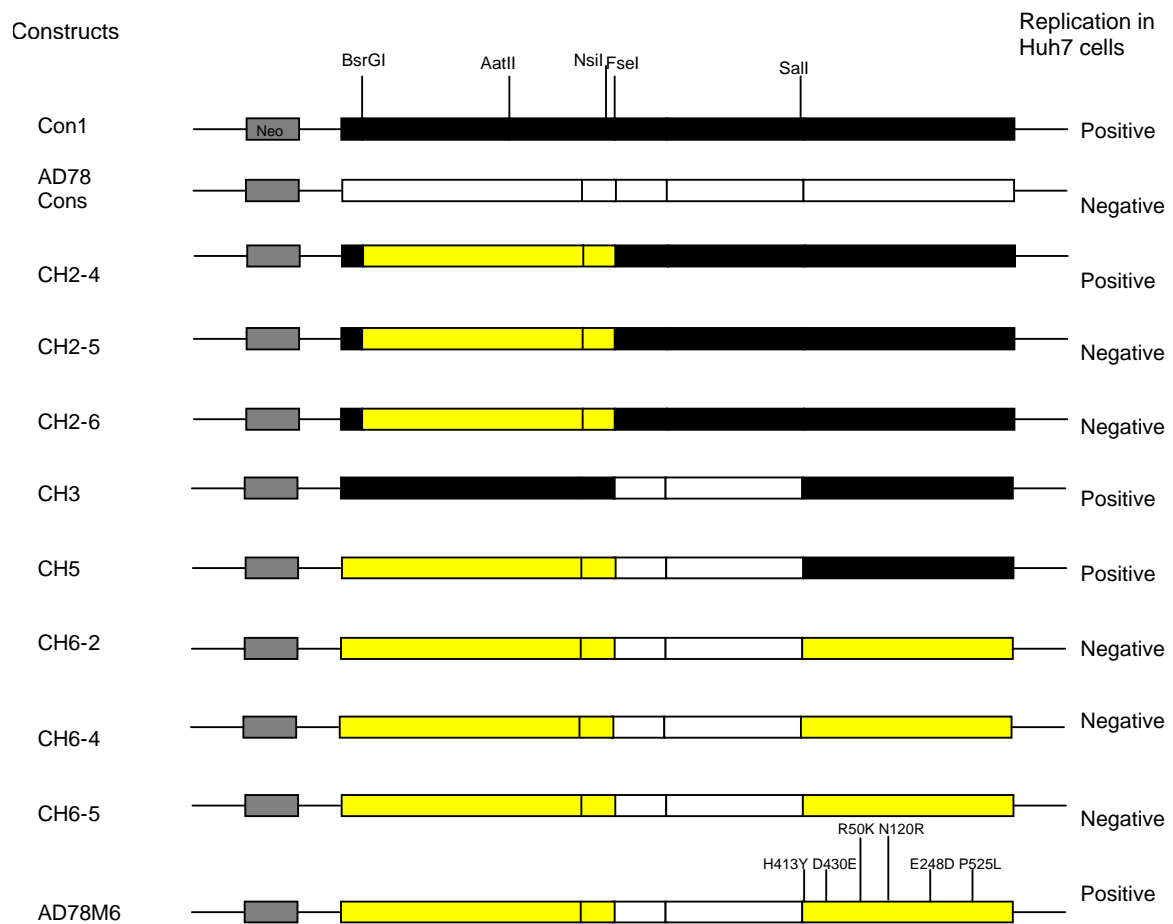 Constructs
Replication in
Huh7 cells
BsrGI
AatII
NsiI
FseI
SalI
Con1
Neo
Positive
AD78
Cons
Negative
CH2-4
Positive
CH2-5
Negative
CH2-6
Negative
CH3
Positive
CH5
Positive
CH6-2
Negative
CH6-4
Negative
CH6-5
Negative
R50K N120R
H413Y D430E
E248D P525L
AD78M6
Positive